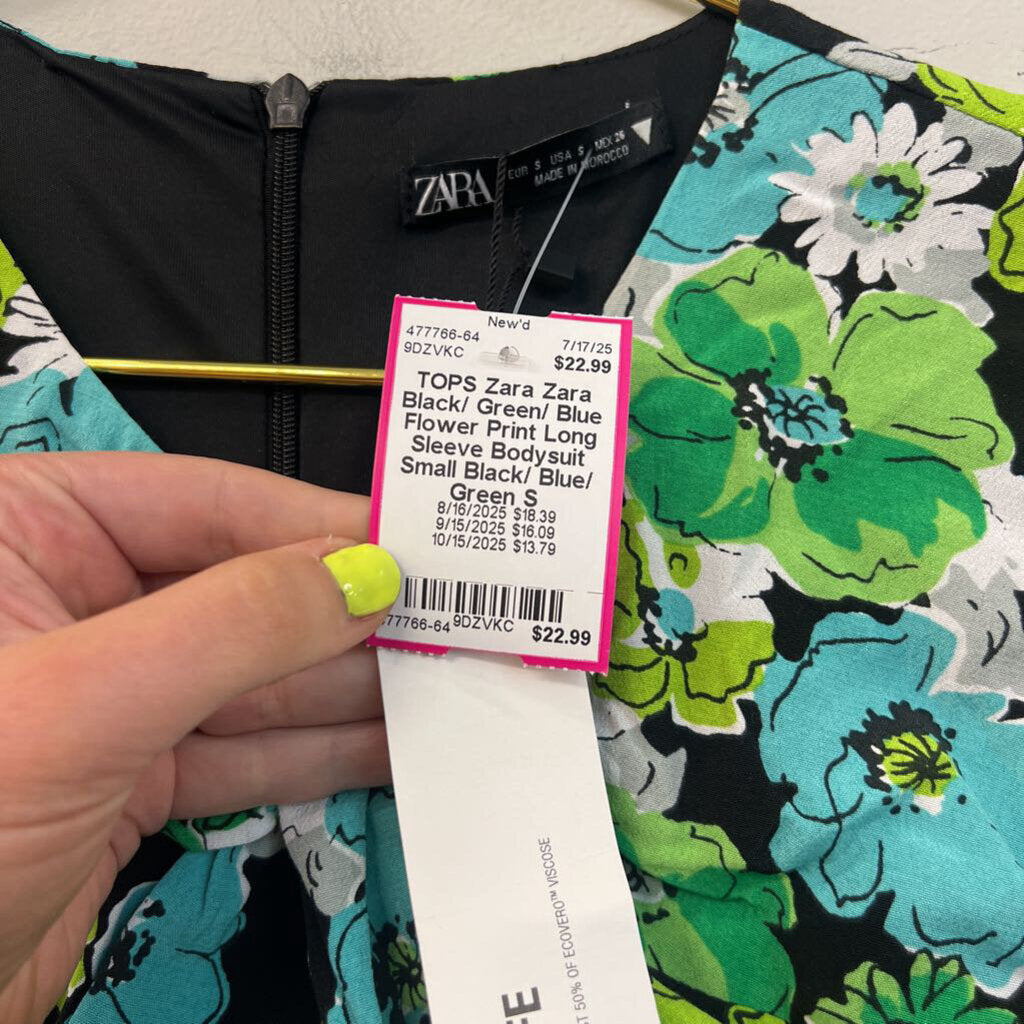 ZARA
EUR S USA S MEX 26
MADE IN MOROCCO
New'd
477766-64 7/17/25
9DZVKC $22.99
TOPS Zara Zara
Black/ Green/ Blue
Flower Print Long
Sleeve Bodysuit
Small Black/ Blue/
Green S
8/16/2025 $18.39
9/15/2025 $16.09
10/15/2025 $13.79
77766-64 9DZVKC $22.99
50% OF ECOVERO™ VISCOSE